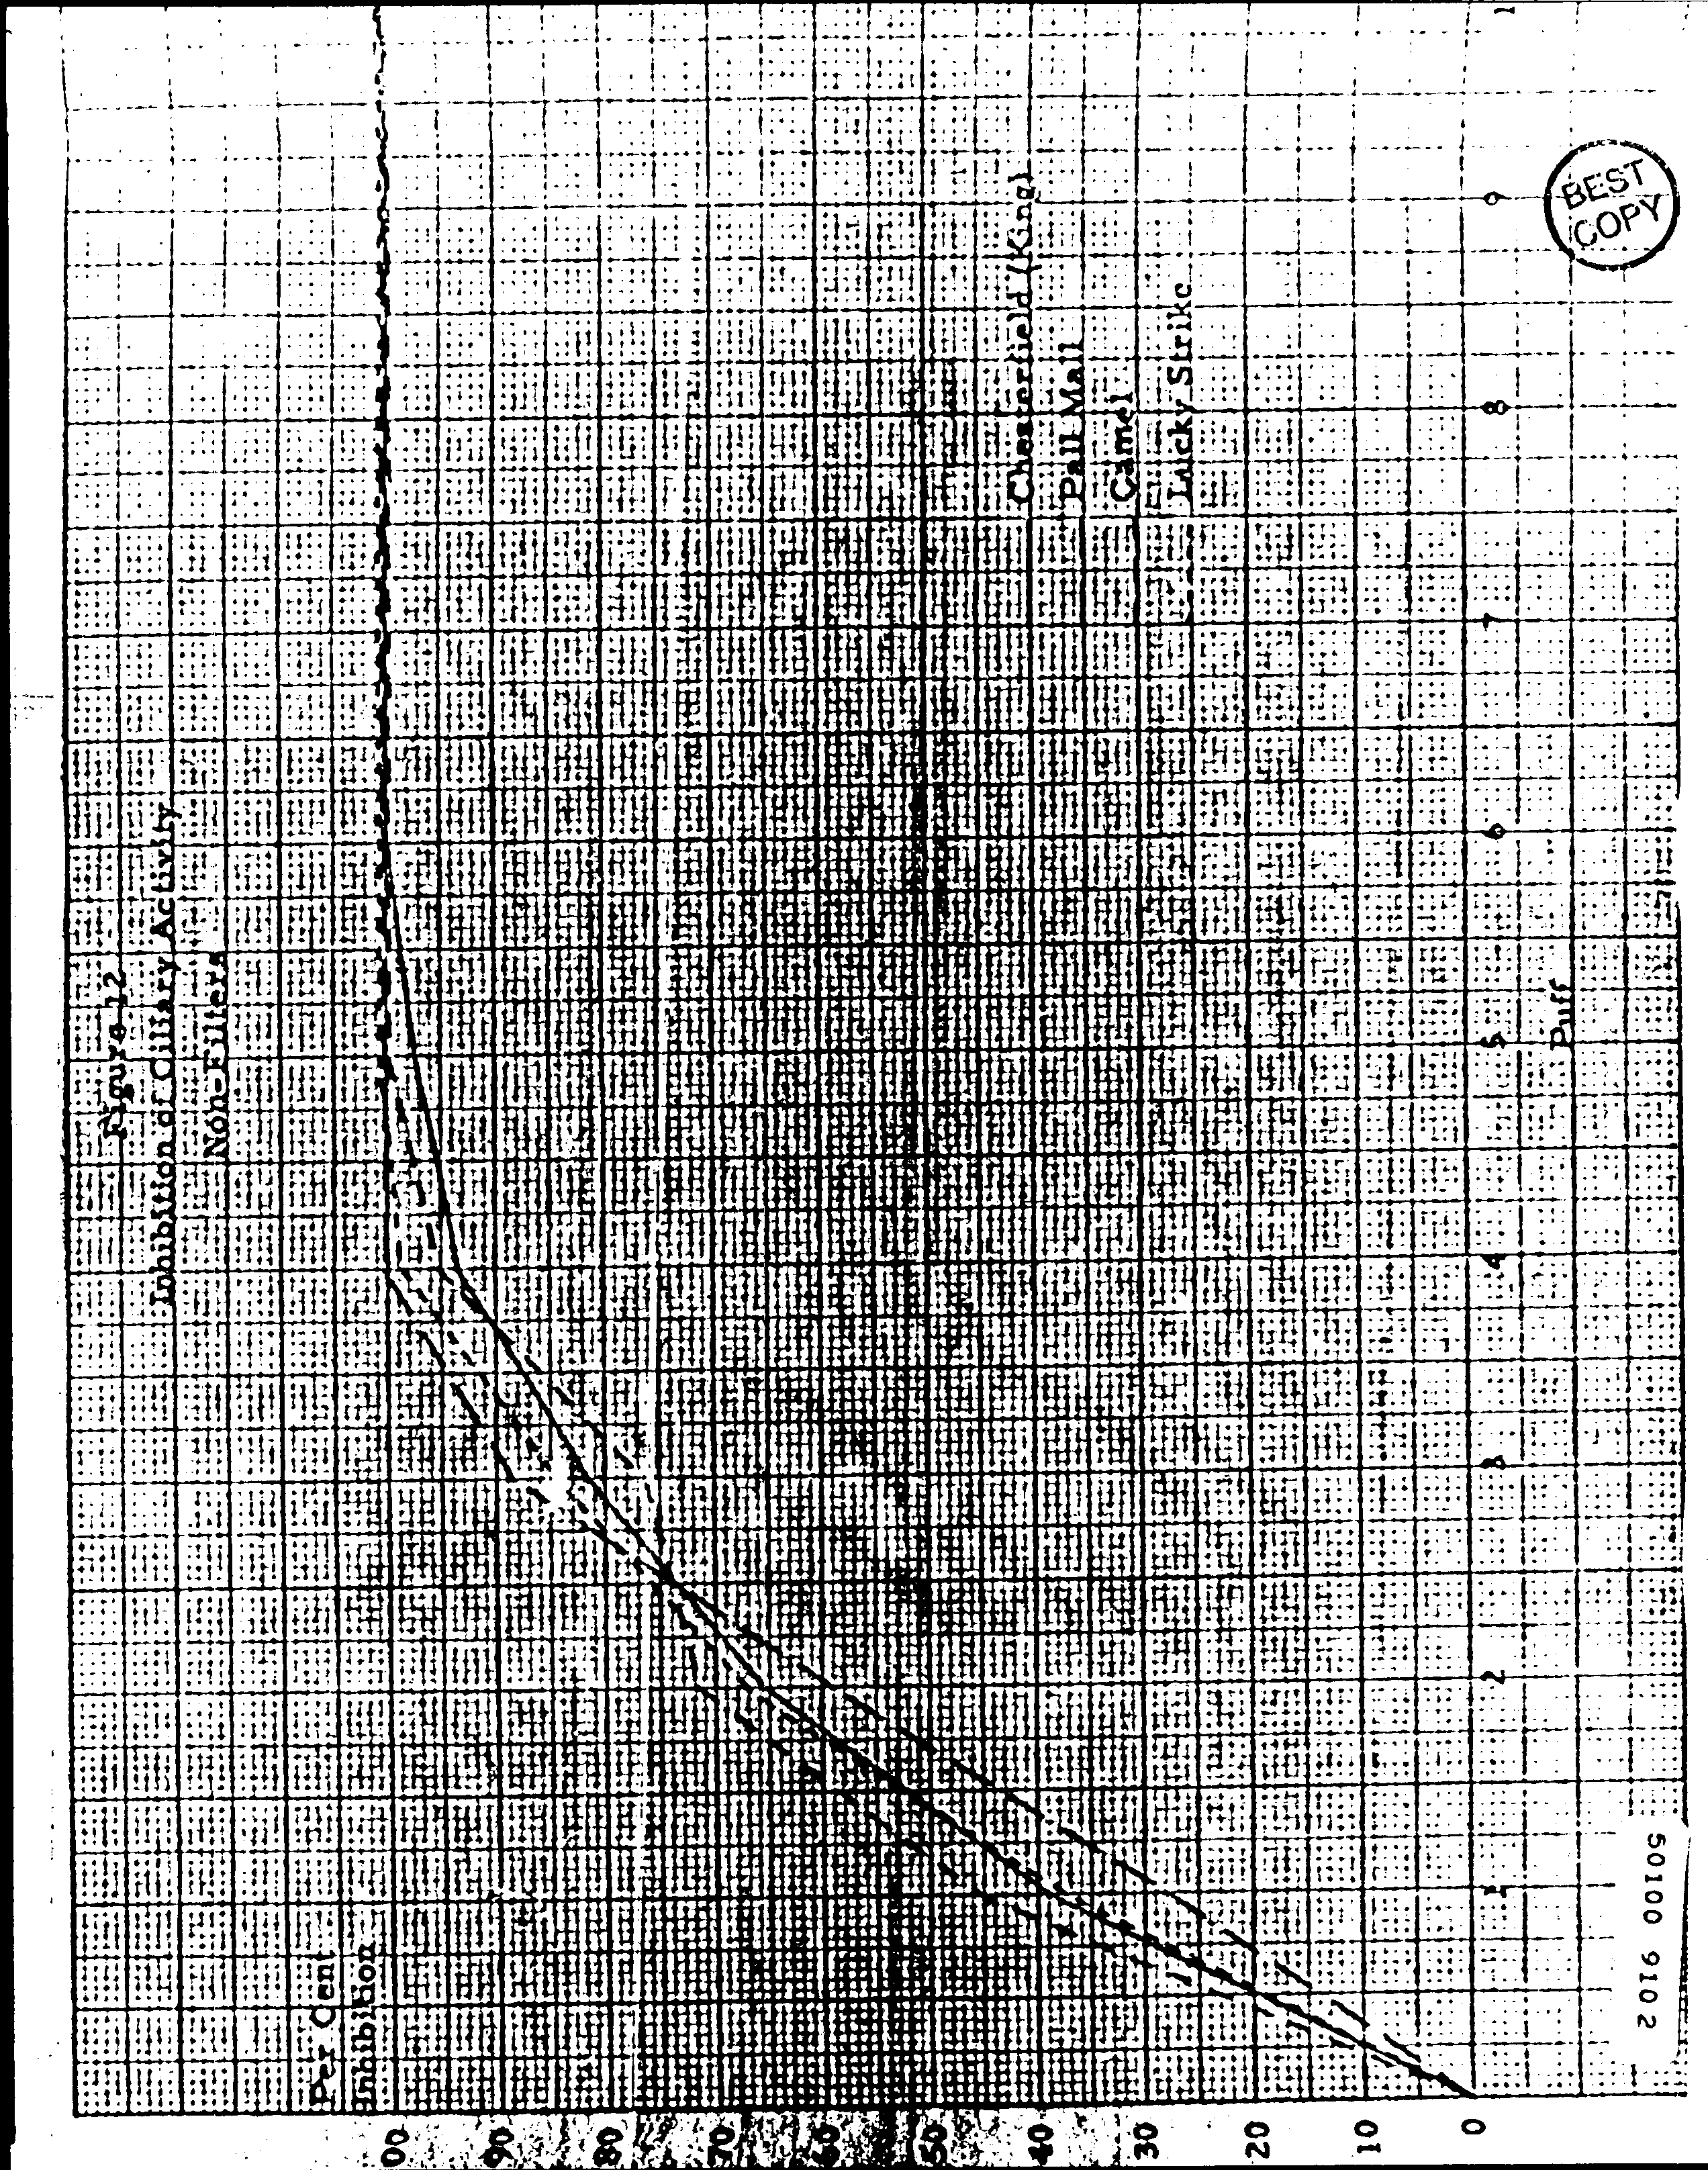 Figure 12
Inhibition of Ciliary Activity
Non-Filters
Per Cent
Inhibition
00
90
80
70
60
50
40
30
20
10
0
Chesterfield (King)
Pall Mall
Camel
Lucky Strike
1 2 3 4 5 6 7 8 9 1
Puff
BEST
COPY
50100 9102